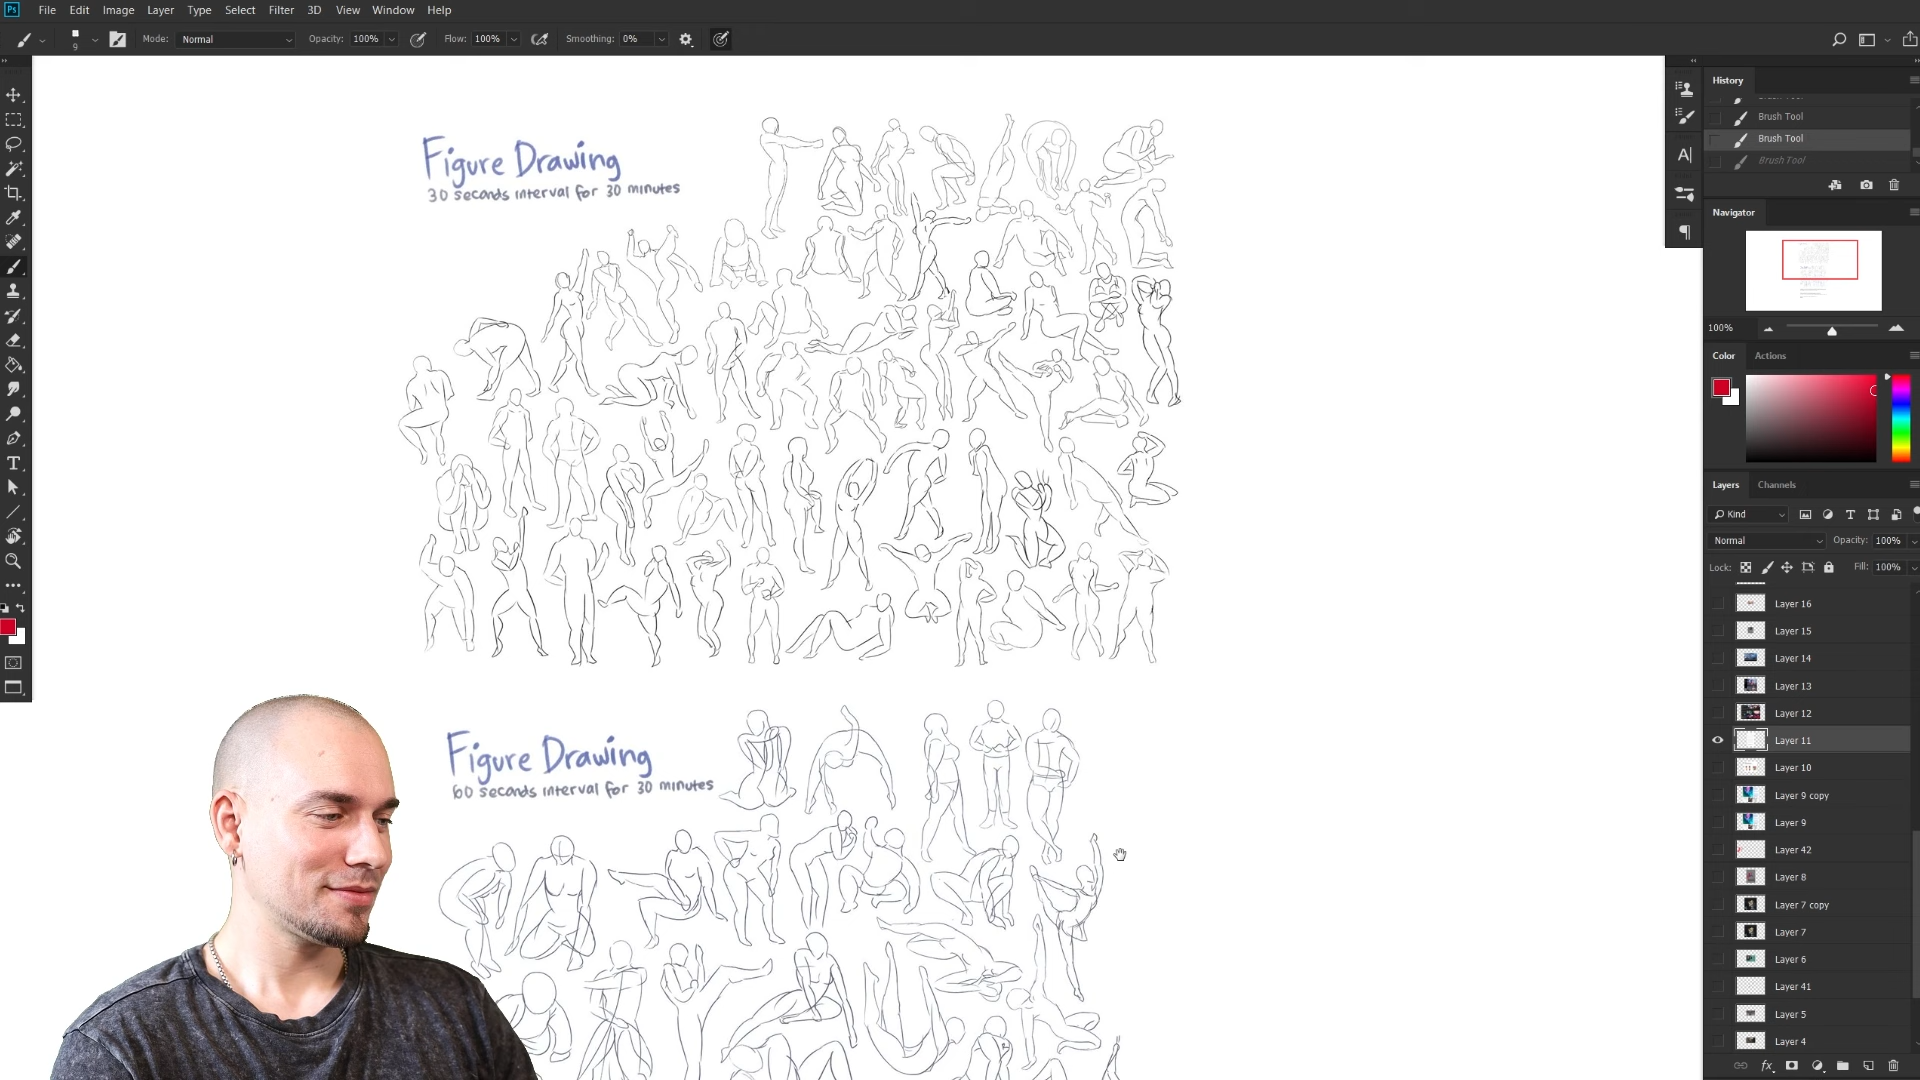 Ps File Edit Image Layer Type Select Filter 3D View Window Help
9 Mode: Normal Opacity: 100% Flow: 100% Smoothing: 0%
Figure Drawing
30 seconds interval for 30 minutes
Figure Drawing
60 seconds interval for 30 minutes
History
Brush Tool
Brush Tool
Brush Tool
Navigator
100%
Color Actions
Layers Channels
Kind
Normal Opacity: 100%
Lock: Fill: 100%
Layer 16
Layer 15
Layer 14
Layer 13
Layer 12
Layer 11
Layer 10
Layer 9 copy
Layer 9
Layer 42
Layer 8
Layer 7 copy
Layer 7
Layer 6
Layer 41
Layer 5
Layer 4